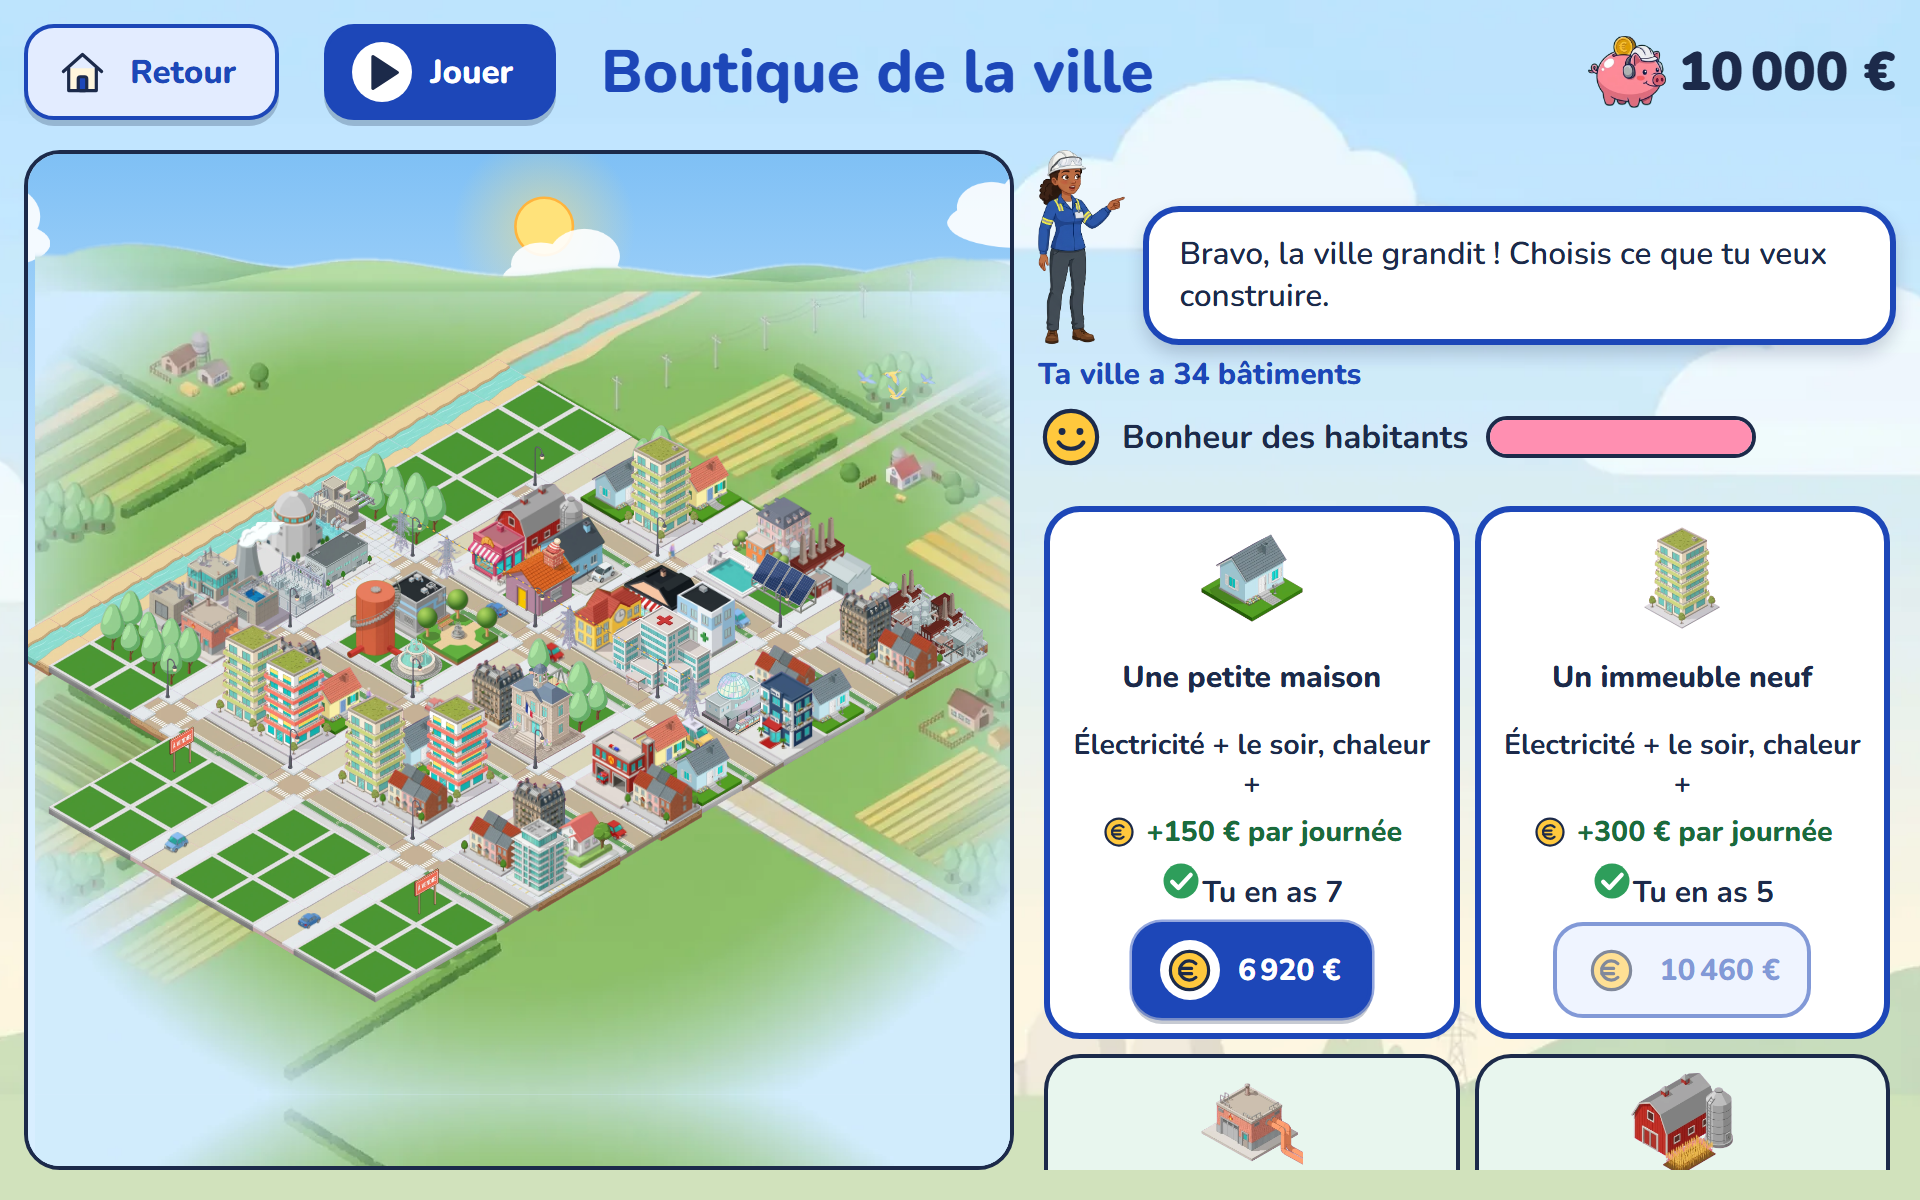 Retour
Jouer
Boutique de la ville
10 000 €
Bravo, la ville grandit ! Choisis ce que tu veux
construire.
Ta ville a 34 bâtiments
Bonheur des habitants
Une petite maison
Électricité + le soir, chaleur
+
+150 € par journée
Tu en as 7
6 920 €
Un immeuble neuf
Électricité + le soir, chaleur
+
+300 € par journée
Tu en as 5
10 460 €